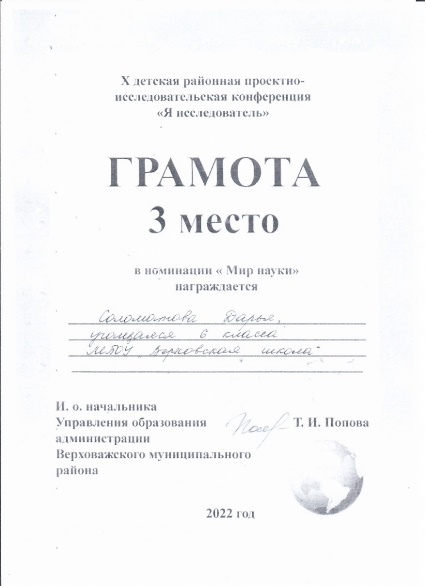 X детская районная проектно-
исследовательская конференция
«Я исследователь»
ГРАМОТА
3 место
в номинации « Мир науки»
награждается
Соломатова Дарья,
учащаяся 6 класса
МБОУ Верховская школа
И. о. начальника
Управления образования Т. И. Попова
администрации
Верховажского муниципального
района
2022 год